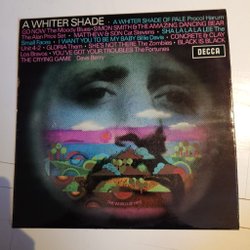 A WHITER SHADE · A WHITER SHADE OF PALE Procol Harum
GO NOW The Moody Blues · SIMON SMITH & THE AMAZING DANCING BEAR
The Alan Price Set · MATTHEW & SON Cat Stevens · SHA LA LA LA LEE The
Small Faces · I WANT YOU TO BE MY BABY Billie Davis · CONCRETE & CLAY
Unit 4+2 · GLORIA Them · SHE'S NOT THERE The Zombies · BLACK IS BLACK
Los Bravos · YOU'VE GOT YOUR TROUBLES The Fortunes
THE CRYING GAME Dave Berry
DECCA